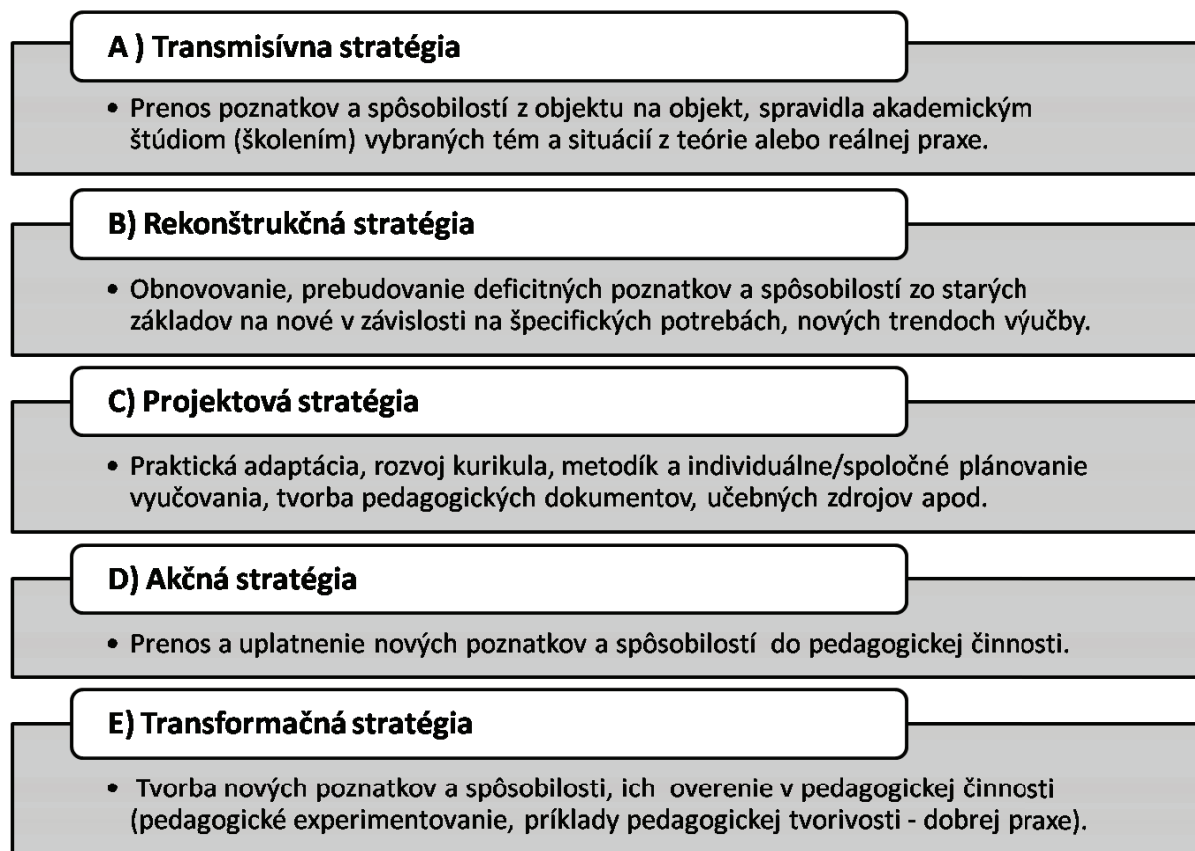 A ) Transmisívna stratégia
• Prenos poznatkov a spôsobilostí z objektu na objekt, spravidla akademickým
štúdiom (školením) vybraných tém a situácií z teórie alebo reálnej praxe.
B) Rekonštrukčná stratégia
• Obnovovanie, prebudovanie deficitných poznatkov a spôsobilostí zo starých
základov na nové v závislosti na špecifických potrebách, nových trendoch výučby.
C) Projektová stratégia
• Praktická adaptácia, rozvoj kurikula, metodík a individuálne/spoločné plánovanie
vyučovania, tvorba pedagogických dokumentov, učebných zdrojov apod.
D) Akčná stratégia
• Prenos a uplatnenie nových poznatkov a spôsobilostí do pedagogickej činnosti.
E) Transformačná stratégia
• Tvorba nových poznatkov a spôsobilosti, ich overenie v pedagogickej činnosti
(pedagogické experimentovanie, príklady pedagogickej tvorivosti - dobrej praxe).